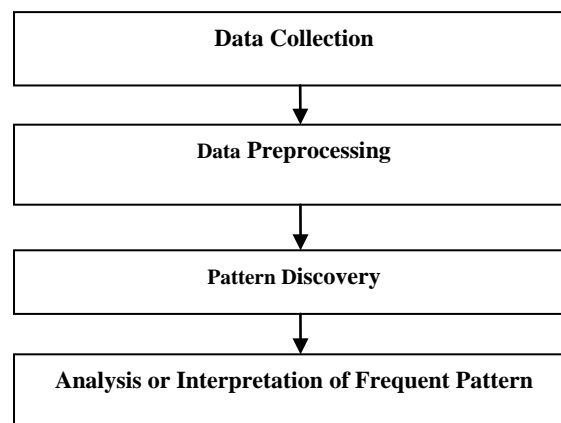 Data Collection
Data Preprocessing
Pattern Discovery
Analysis or Interpretation of Frequent Pattern